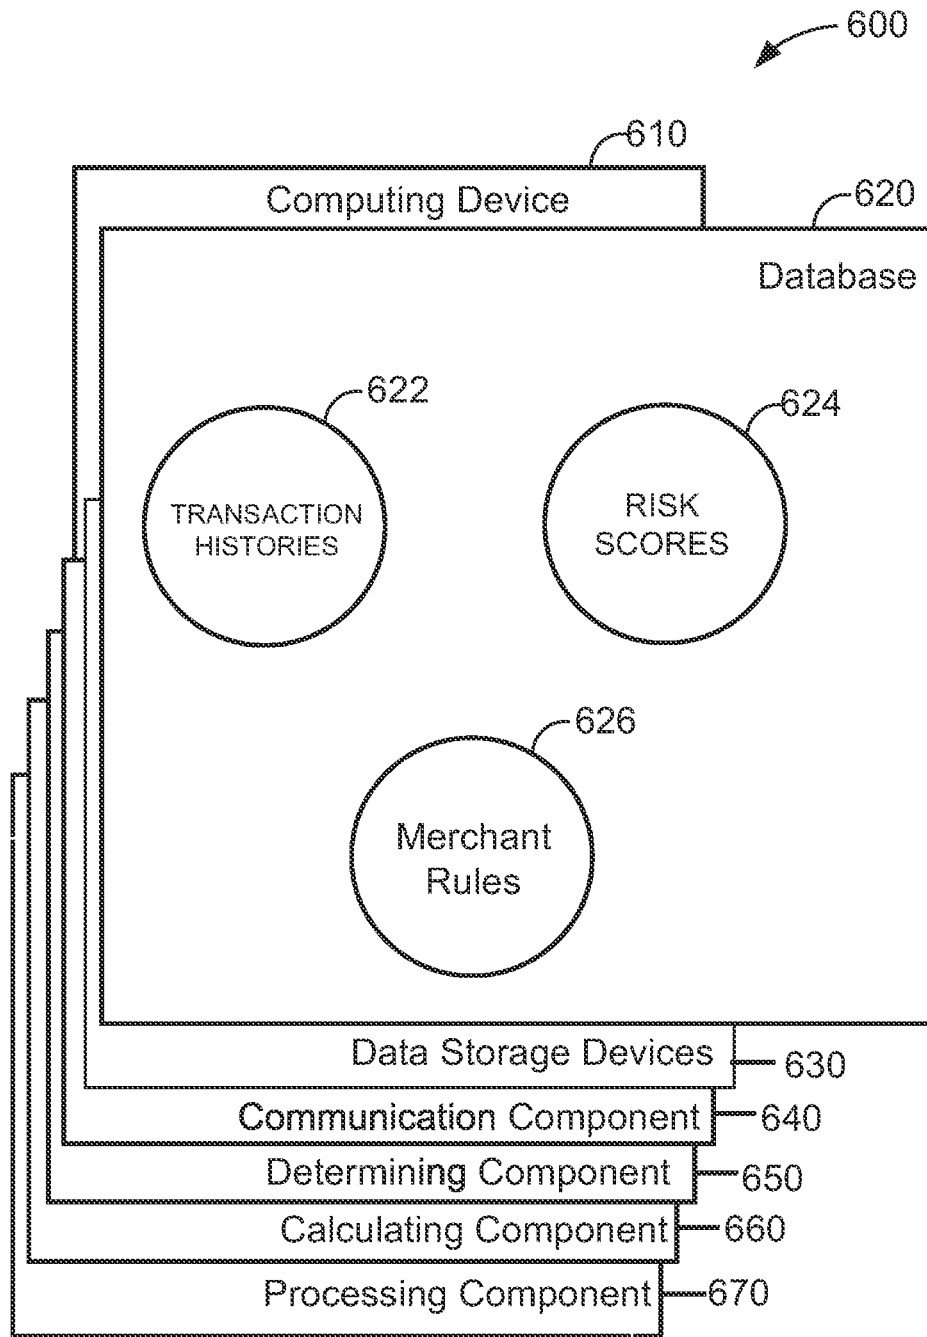 600
610
Computing Device
620
Database
622
TRANSACTION
HISTORIES
624
RISK
SCORES
626
Merchant
Rules
Data Storage Devices
630
Communication Component
640
Determining Component
650
Calculating Component
660
Processing Component
670